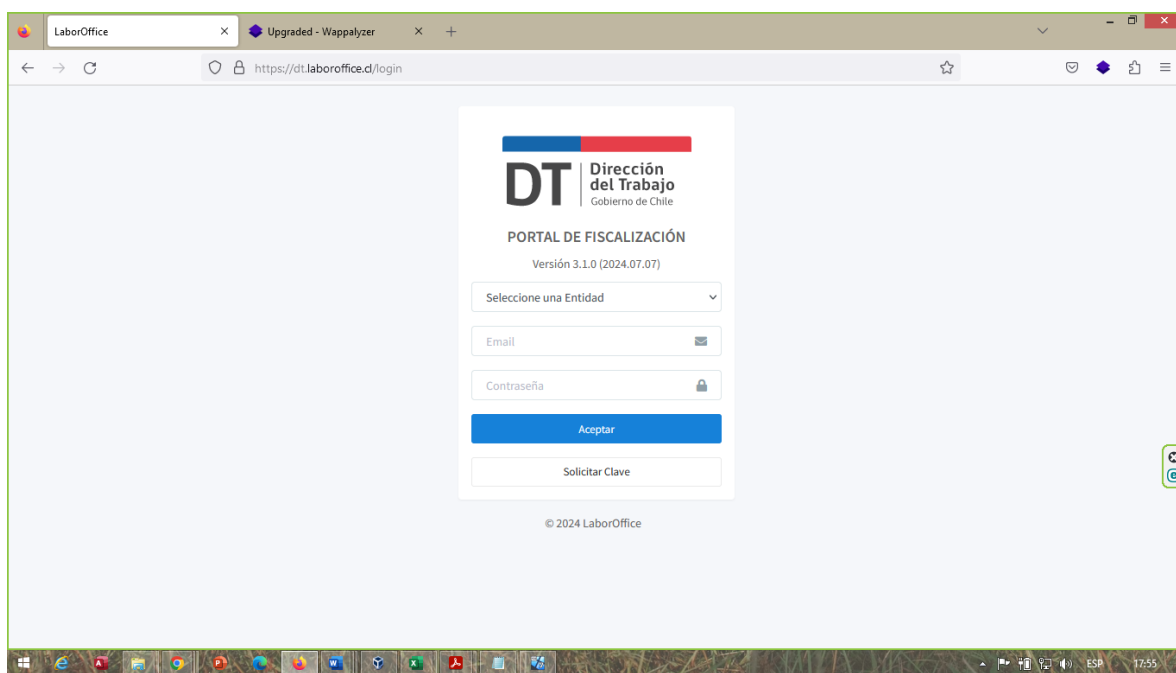 LaborOffice
Upgraded - Wappalyzer
https://dt.laboroffice.cl/login
DT
Dirección
del Trabajo
Gobierno de Chile
PORTAL DE FISCALIZACIÓN
Versión 3.1.0 (2024.07.07)
Seleccione una Entidad
Email
Contraseña
Aceptar
Solicitar Clave
© 2024 LaborOffice
ESP
17:55